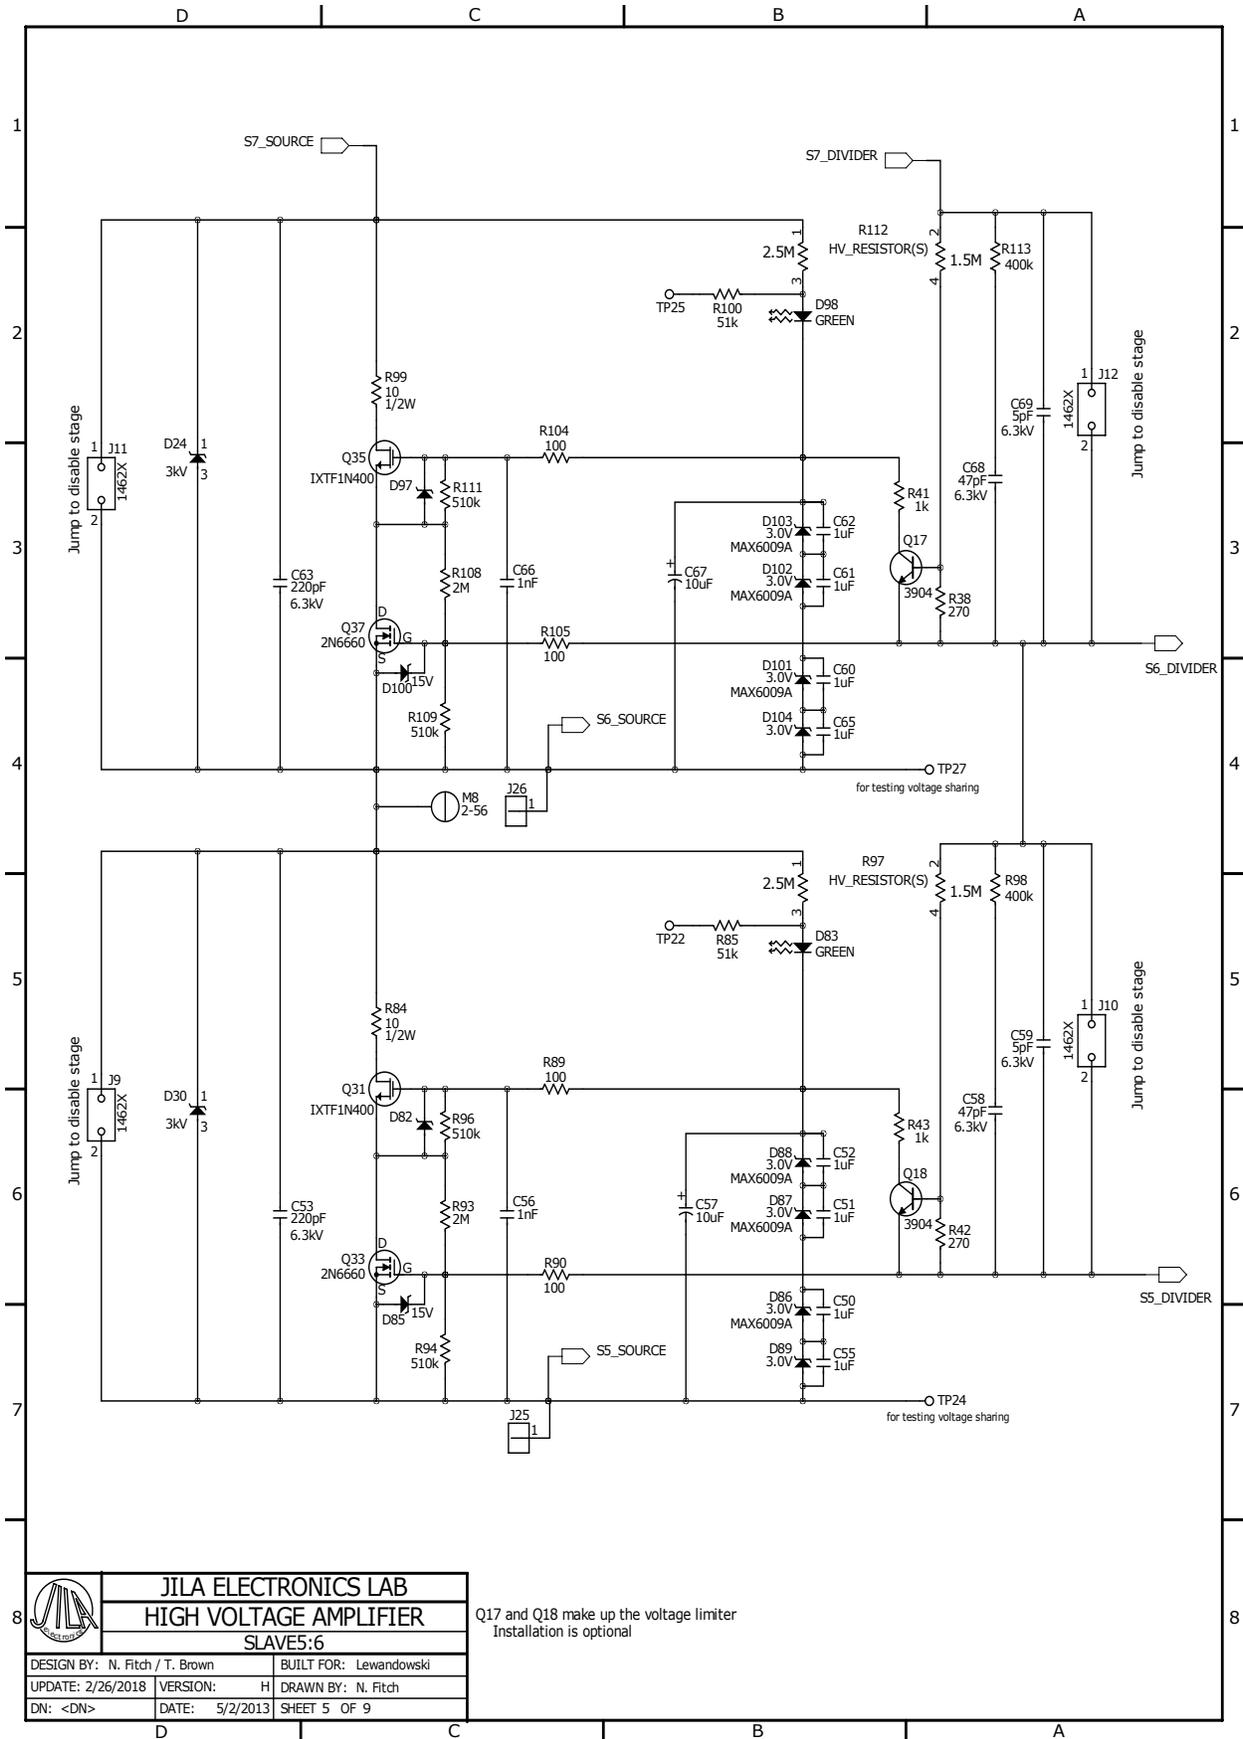 D C B A
1 1
S7_SOURCE
S7_DIVIDER
1
2.5M
3
R112
HV_RESISTOR(S)
2
4
1.5M
R113
400k
TP25
R100
51k
D98
GREEN
2
Jump to disable stage
1 J11
1462X
2
D24 1
3kV 3
R99
10
1/2W
Q35
IXTF1N400
D97
R111
510k
R104
100
C69
5pF
6.3kV
1 J12
1462X
2
Jump to disable stage
C68
47pF
6.3kV
R41
1k
3 3
C63
220pF
6.3kV
R108
2M
C66
1nF
+
C67
10uF
D103
3.0V
MAX6009A
C62
1uF
D102
3.0V
MAX6009A
C61
1uF
Q17
3904
R38
270
D
Q37
2N6660
G
S
D100 15V
R105
100
S6_DIVIDER
R109
510k
S6_SOURCE
D101
3.0V
MAX6009A
C60
1uF
D104
3.0V
C65
1uF
4 4
TP27
for testing voltage sharing
M8
2-56
J26
1
1
2.5M
3
R97
HV_RESISTOR(S)
2
4
1.5M
R98
400k
TP22
R85
51k
D83
GREEN
5 5
Jump to disable stage
1 J9
1462X
2
D30 1
3kV 3
R84
10
1/2W
Q31
IXTF1N400
D82
R96
510k
R89
100
C59
5pF
6.3kV
1 J10
1462X
2
Jump to disable stage
C58
47pF
6.3kV
R43
1k
6 6
C53
220pF
6.3kV
R93
2M
C56
1nF
+
C57
10uF
D88
3.0V
MAX6009A
C52
1uF
D87
3.0V
MAX6009A
C51
1uF
Q18
3904
R42
270
D
Q33
2N6660
G
S
D85 15V
R90
100
S5_DIVIDER
R94
510k
S5_SOURCE
D86
3.0V
MAX6009A
C50
1uF
D89
3.0V
C55
1uF
7 7
TP24
for testing voltage sharing
J25
1
8 8
JILA
electronics
JILA ELECTRONICS LAB
HIGH VOLTAGE AMPLIFIER
SLAVE5:6
DESIGN BY: N. Fitch / T. Brown BUILT FOR: Lewandowski
UPDATE: 2/26/2018 VERSION: H DRAWN BY: N. Fitch
DN: <DN> DATE: 5/2/2013 SHEET 5 OF 9
Q17 and Q18 make up the voltage limiter
Installation is optional
D C B A